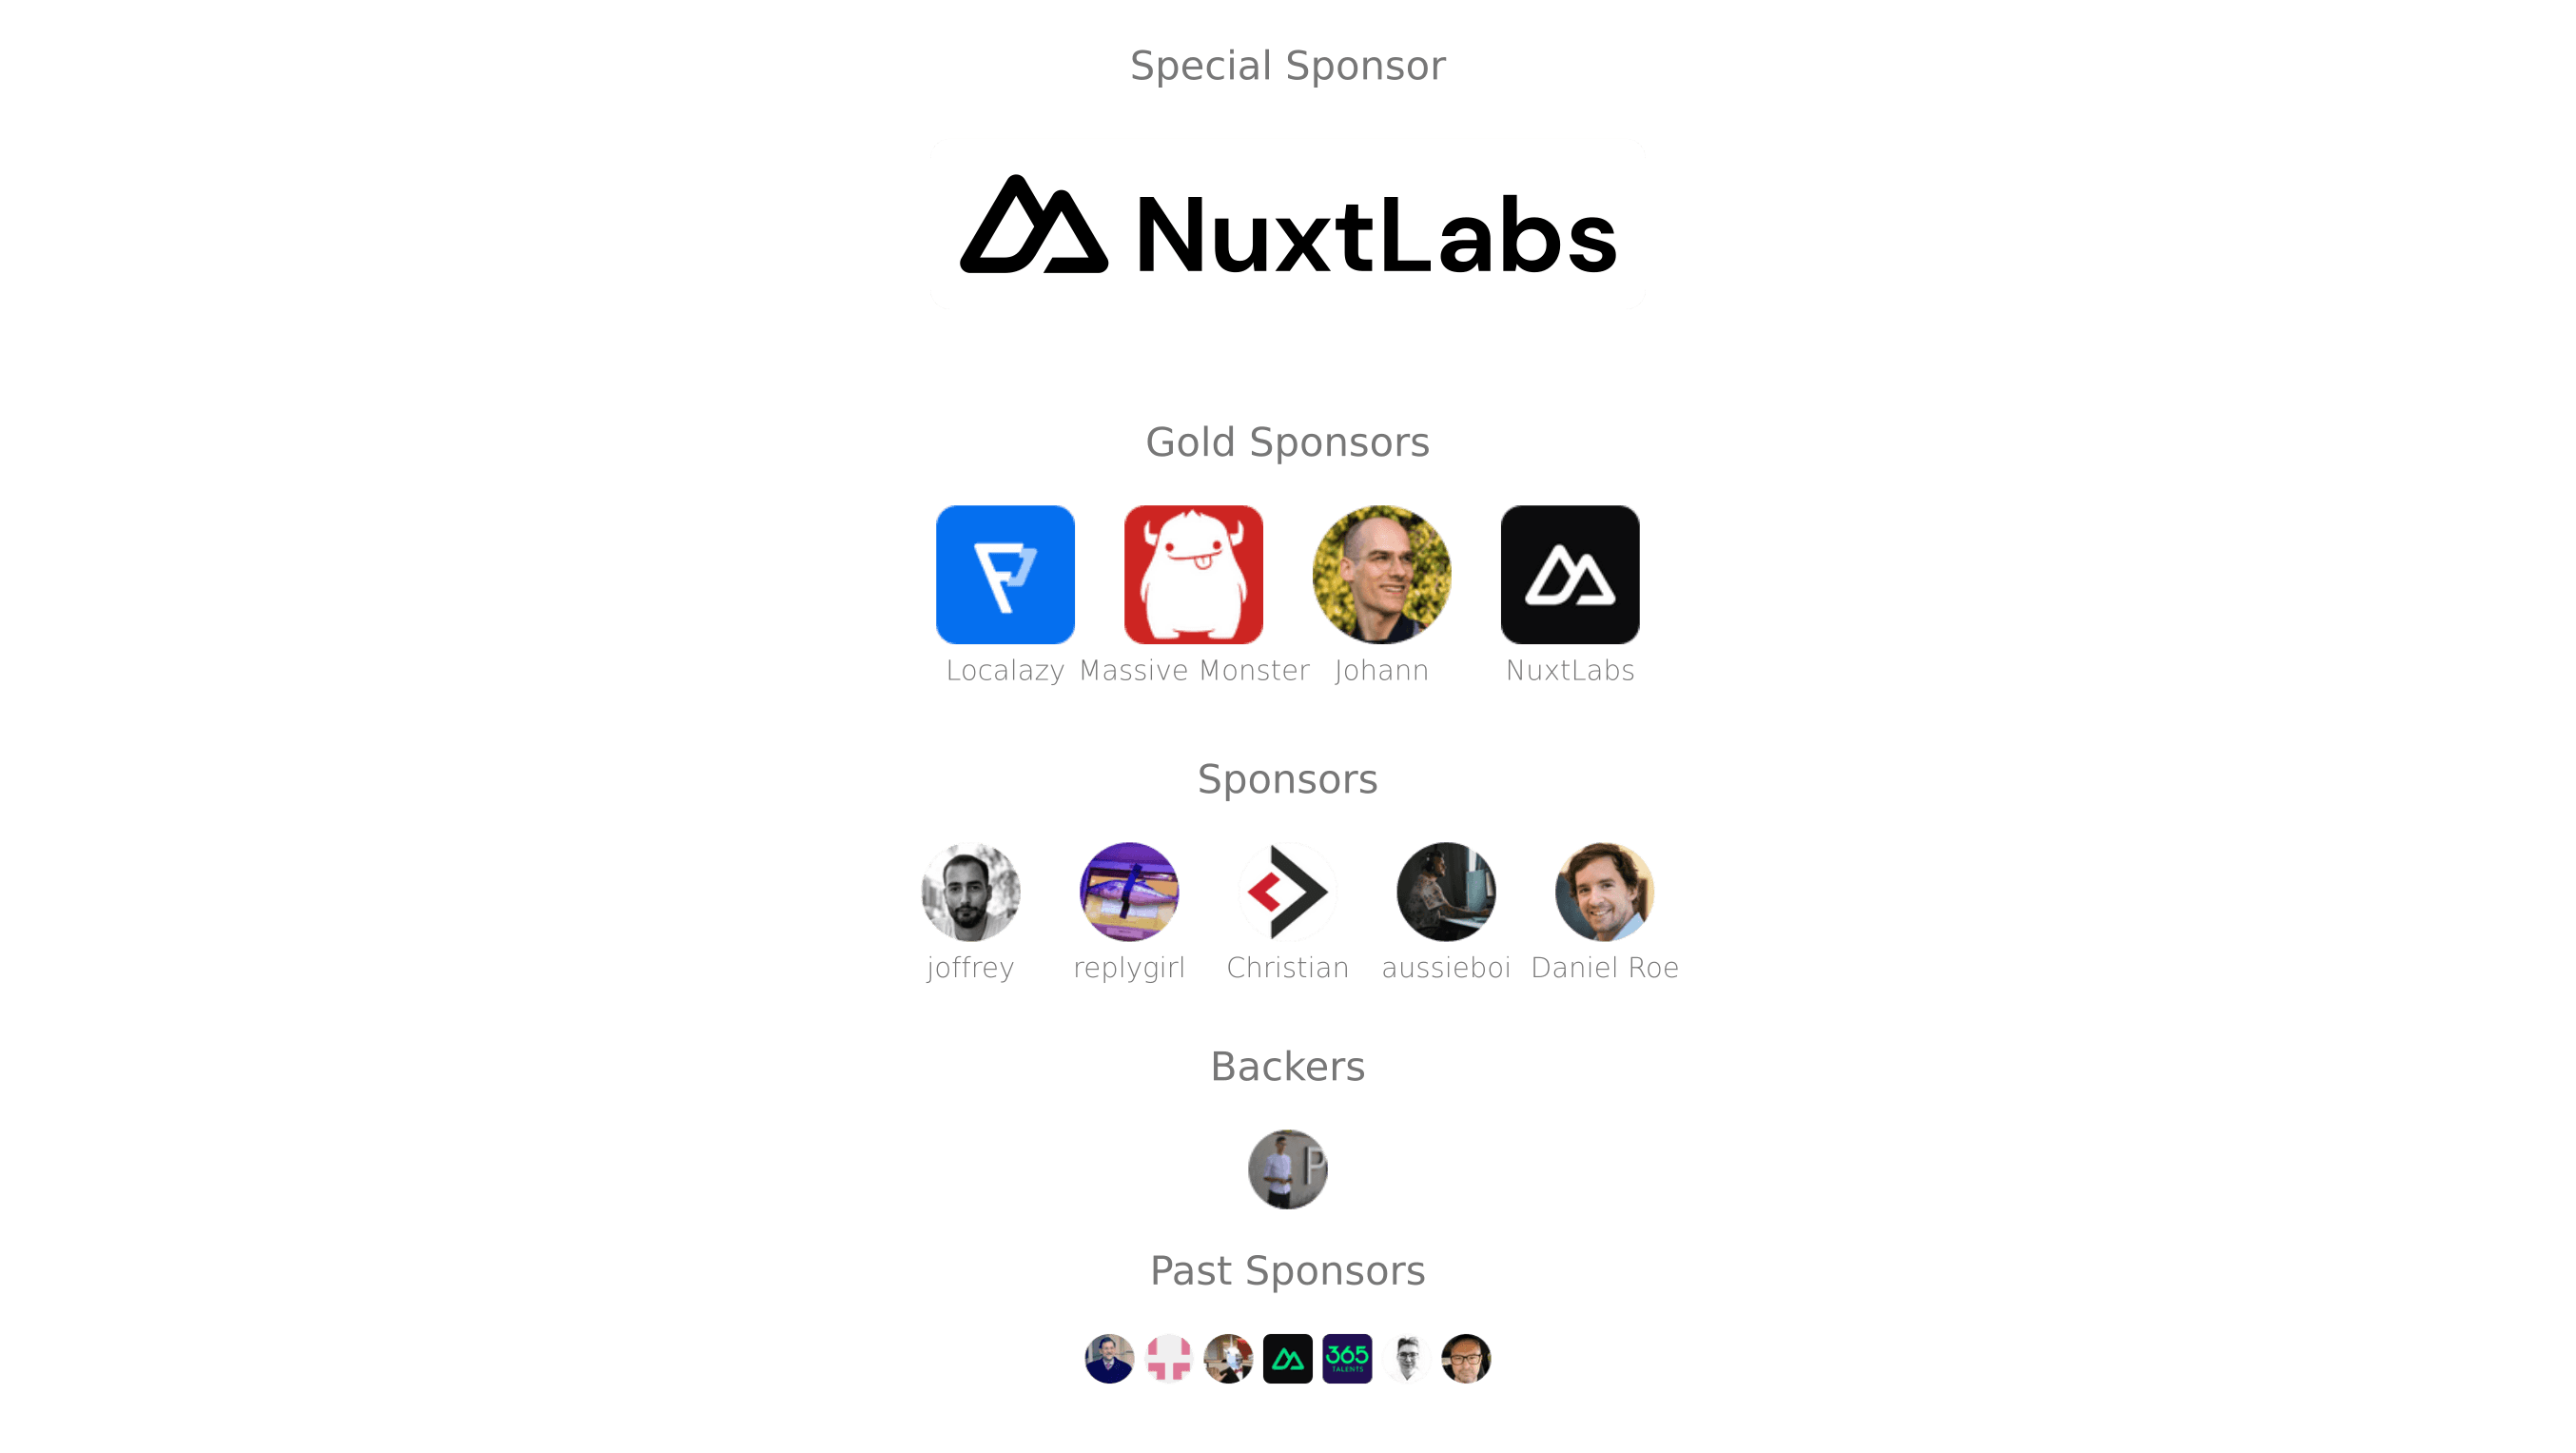 Special Sponsor
NuxtLabs
Gold Sponsors
Localazy Massive Monster Johann NuxtLabs
Sponsors
joffrey replygirl Christian aussieboi Daniel Roe
Backers
P
Past Sponsors
365
TALENTS